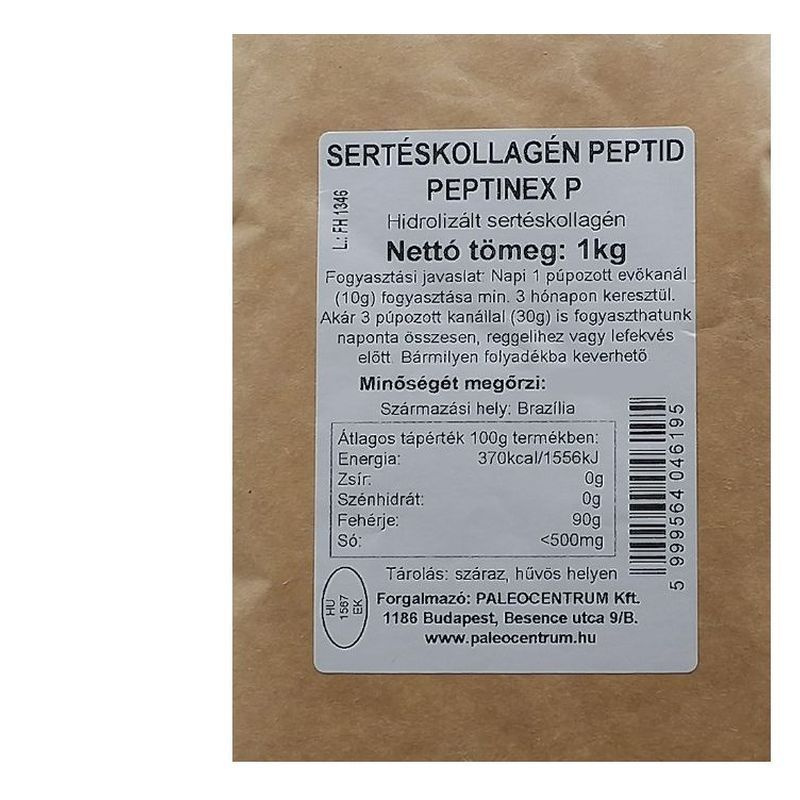 SERTÉSKOLLAGÉN PEPTID
PEPTINEX P
L.: FH1346
Hidrolizált sertéskollagén
Nettó tömeg: 1kg
Fogyasztási javaslat: Napi 1 púpozott evőkanál
(10g) fogyasztása min. 3 hónapon keresztül.
Akár 3 púpozott kanállal (30g) is fogyaszthatunk
naponta összesen, reggelihez vagy lefekvés
előtt. Bármilyen folyadékba keverhető
Minőségét megőrzi:
Származási hely: Brazília
Átlagos tápérték 100g termékben:
Energia: 370kcal/1556kJ
Zsír: 0g
Szénhidrát: 0g
Fehérje: 90g
Só: <500mg
5 999564 046195
Tárolás: száraz, hűvös helyen
HU
1567
EK
Forgalmazó: PALEOCENTRUM Kft.
1186 Budapest, Besence utca 9/B.
www.paleocentrum.hu